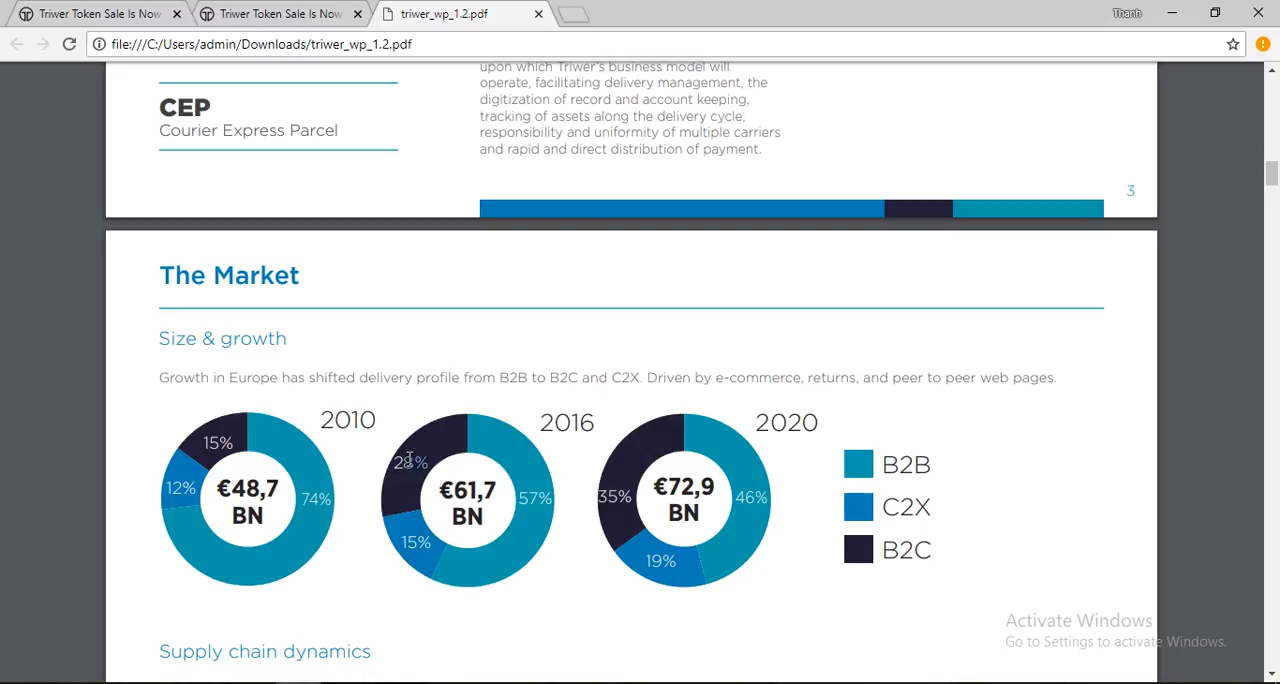 Triwer Token Sale Is Now
Triwer Token Sale Is Now
triwer_wp_1.2.pdf
Thanh
file:///C:/Users/admin/Downloads/triwer_wp_1.2.pdf
upon which Triwer's business model will
operate, facilitating delivery management, the
digitization of record and account keeping,
tracking of assets along the delivery cycle,
responsibility and uniformity of multiple carriers
and rapid and direct distribution of payment.
CEP
Courier Express Parcel
3
The Market
Size & growth
Growth in Europe has shifted delivery profile from B2B to B2C and C2X. Driven by e-commerce, returns, and peer to peer web pages.
2010
15%
12%
74%
€48,7
BN
2016
28%
15%
57%
€61,7
BN
2020
35%
19%
46%
€72,9
BN
B2B
C2X
B2C
Activate Windows
Go to Settings to activate Windows.
Supply chain dynamics